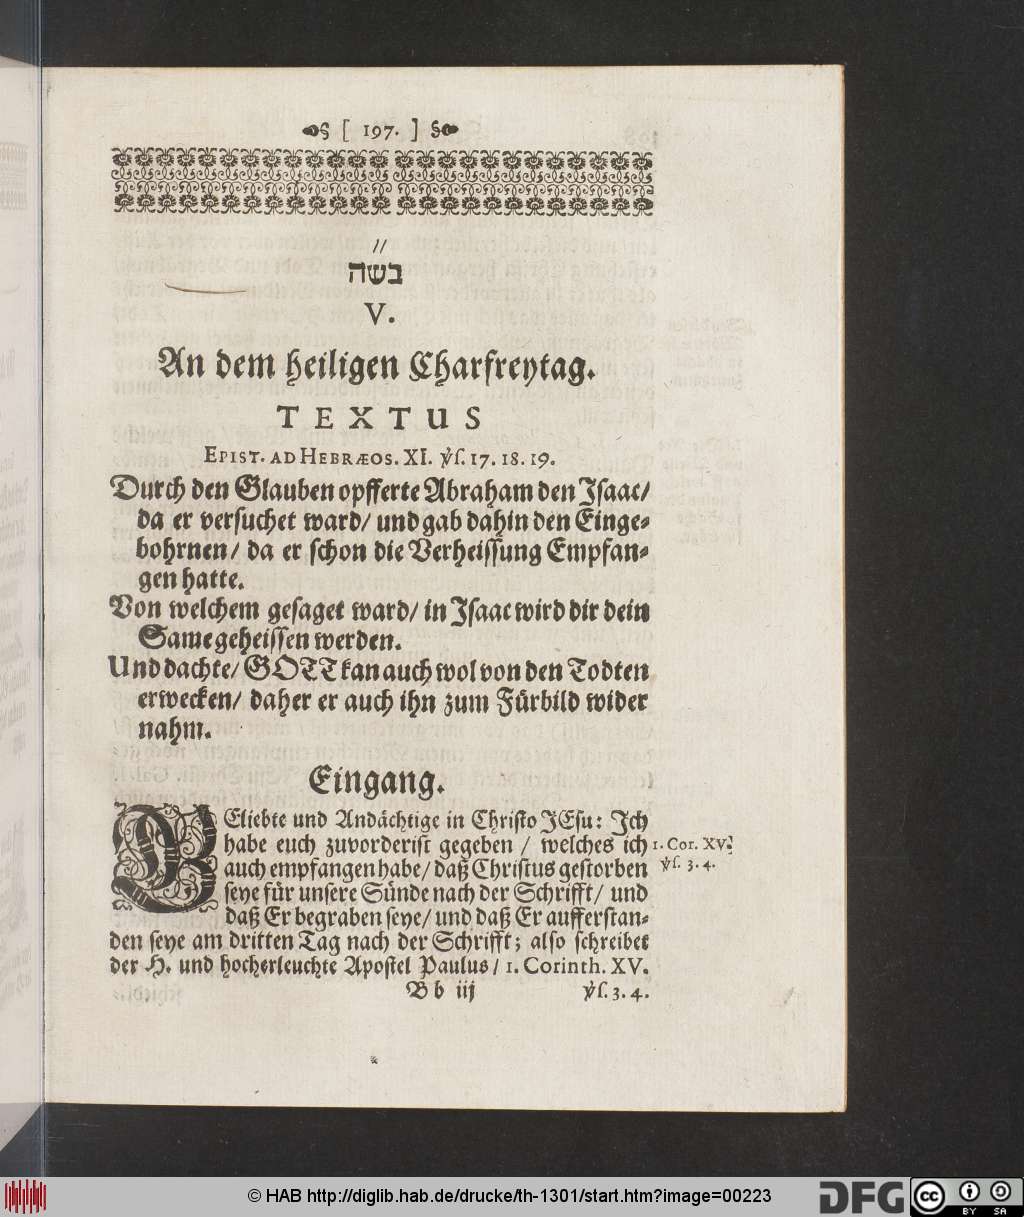 [ 197. ]
בשה
V.
An dem heiligen Charfreytag.
TEXTUS
EPIST. AD HEBRÆOS. XI. ℣ſ. 17. 18. 19.
Durch den Glauben opfferte Abraham den Iſaac/
da er verſuchet ward/ und gab dahin den Einge-
bohrnen/ da er ſchon die Verheiſſung Empfan-
gen hatte.
Von welchem geſaget ward/ in Iſaac wird dir dein
Same geheiſſen werden.
Und dachte/ GOTT kan auch wol von den Todten
erwecken/ daher er auch ihn zum Fürbild wider
nahm.
Eingang.
BEliebte und Andächtige in Chriſto JEſu: Ich
habe euch zuvorderiſt gegeben / welches ich
auch empfangen habe/ daß Chriſtus geſtorben
ſeye für unſere Sünde nach der Schrifft/ und
daß Er begraben ſeye/ und daß Er aufferſtan-
den ſeye am dritten Tag nach der Schrifft; alſo ſchreibet
der H. und hocherleuchte Apoſtel Paulus/ 1. Corinth. XV.
1. Cor. XV.
℣ſ. 3. 4.
B b iij
℣ſ. 3. 4.
© HAB http://diglib.hab.de/drucke/th-1301/start.htm?image=00223
DFG
cc
BY SA